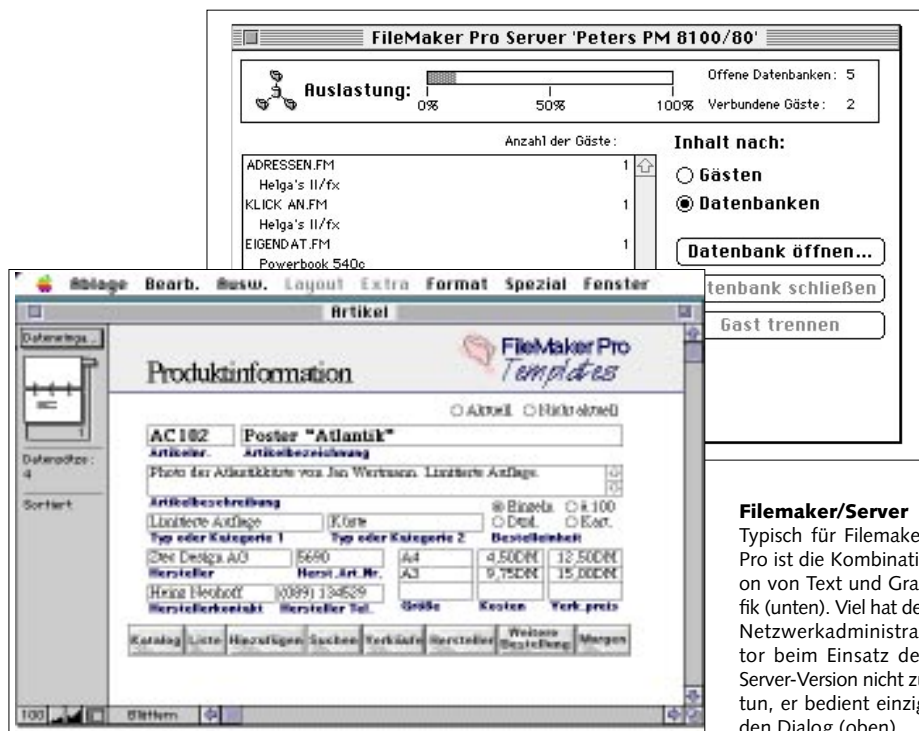 FileMaker Pro Server 'Peters PM 8100/80'
Auslastung:
0% 50% 100%
Offene Datenbanken: 5
Verbundene Gäste: 2
Anzahl der Gäste:
ADRESSEN.FM 1
Helga's II/fx
KLICK AN.FM 1
Helga's II/fx
EIGENDAT.FM 1
Powerbook 540c
Inhalt nach:
Gästen
Datenbanken
Datenbank öffnen...
tenbank schließen
Gast trennen
Ablage Bearb. Ausw. Layout Extra Format Spezial Fenster
Artikel
Datensätze:
4
Sortiert
1
Produktinformation
FileMaker Pro
Templates
Aktuell Nicht aktuell
AC102 Poster "Atlantik"
Artikelnr. Artikelbezeichnung
Photo der Atlantikküste von Jan Wertmann. Limitierte Auflage.
Artikelbeschreibung
Einzeln à 100
Dtzd. Kart.
Limitierte Auflage Küste
Typ oder Kategorie 1 Typ oder Kategorie 2 Bestelleinheit
Design AG 5690 A4 4,50DM 12,50DM
Hersteller Herst.Art.Nr. A3 9,75DM 15,00DM
Heinz Neuhoff (089) 134529
Herstellerkontakt Hersteller Tel. Größe Kosten Verk.preis
Katalog Liste Hinzufügen Suchen Verkäufe Hersteller Weitere Bestellung
100 Blättern
Filemaker/Server
Typisch für Filemake
Pro ist die Kombinati
on von Text und Gra
fik (unten). Viel hat de
Netzwerkadministra
tor beim Einsatz de
Server-Version nicht zu
tun, er bedient einzig
den Dialog (oben)